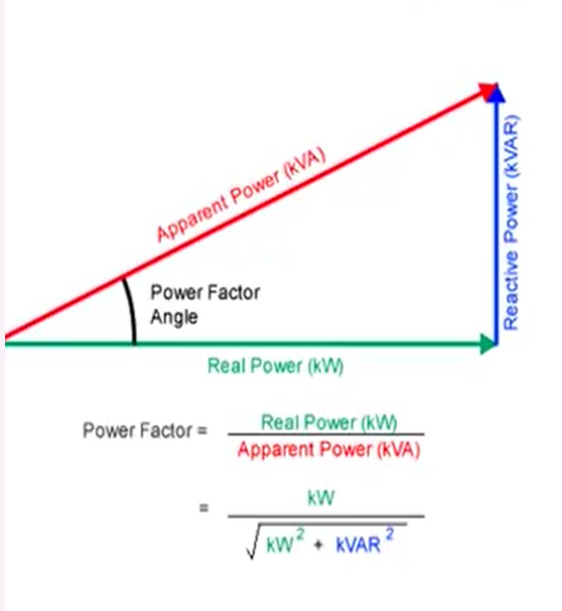 Apparent Power (kVA)
Reactive Power (kVAR)
Power Factor
Angle
Real Power (kW)
Power Factor =
Real Power (kW)
Apparent Power (kVA)
=
kW
√ kW² + kVAR²